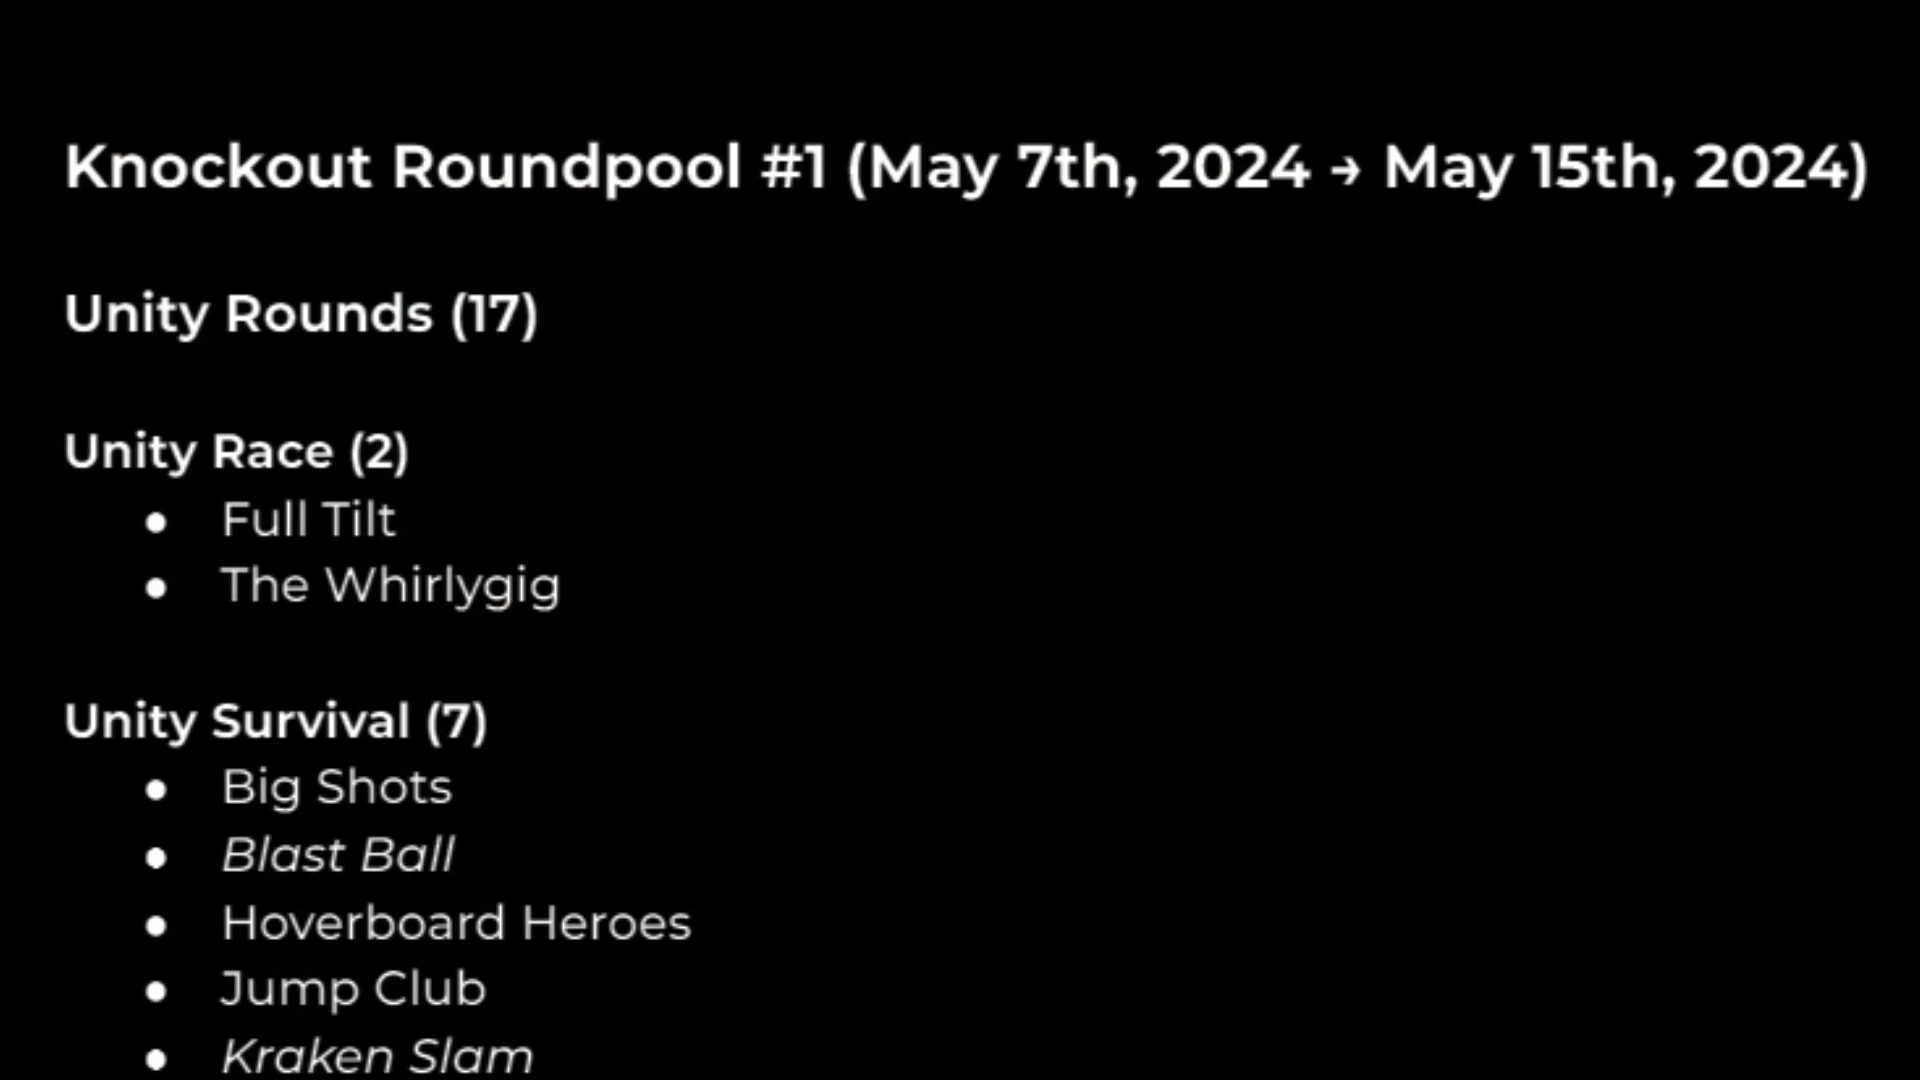 Knockout Roundpool #1 (May 7th, 2024 → May 15th, 2024)
Unity Rounds (17)
Unity Race (2)
● Full Tilt
● The Whirlygig
Unity Survival (7)
● Big Shots
● Blast Ball
● Hoverboard Heroes
● Jump Club
● Kraken Slam